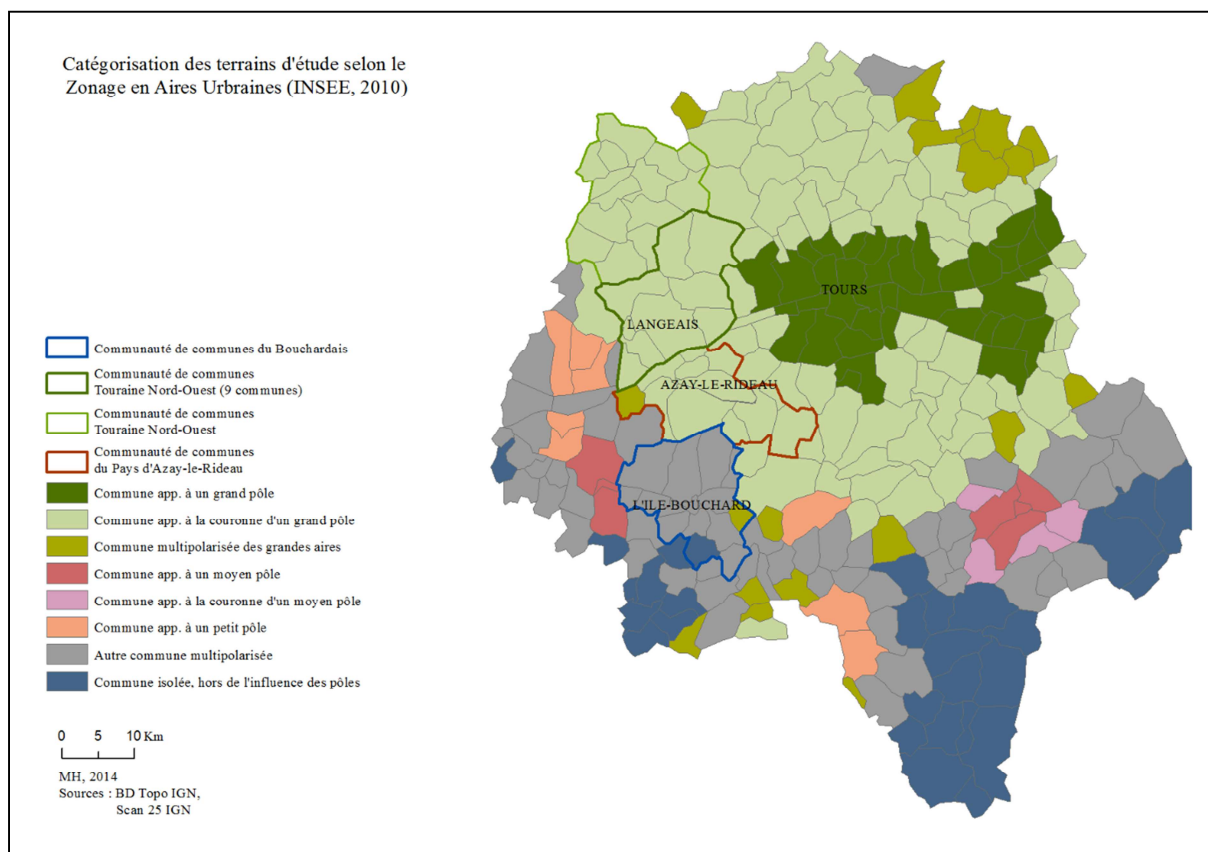 Catégorisation des terrains d'étude selon le
Zonage en Aires Urbaines (INSEE, 2010)
TOURS
LANGEAIS
AZAY-LE-RIDEAU
L'ILE-BOUCHARD
Communauté de communes du Bouchardais
Communauté de communes
Touraine Nord-Ouest (9 communes)
Communauté de communes
Touraine Nord-Ouest
Communauté de communes
du Pays d'Azay-le-Rideau
Commune app. à un grand pôle
Commune app. à la couronne d'un grand pôle
Commune multipolarisée des grandes aires
Commune app. à un moyen pôle
Commune app. à la couronne d'un moyen pôle
Commune app. à un petit pôle
Autre commune multipolarisée
Commune isolée, hors de l'influence des pôles
0 5 10 Km
MH, 2014
Sources : BD Topo IGN,
Scan 25 IGN